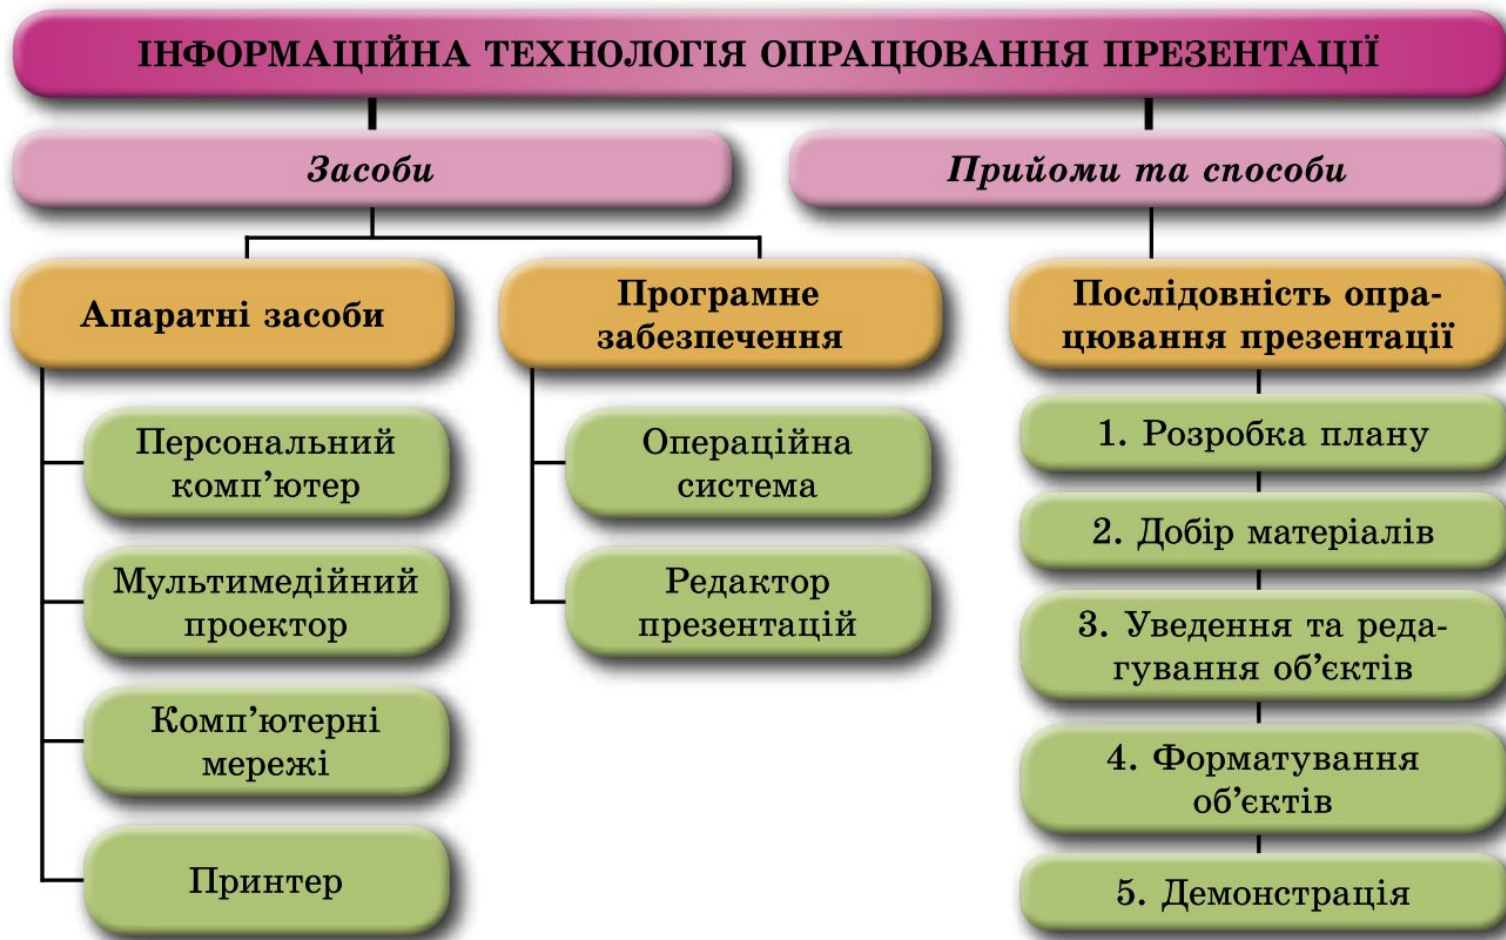 ІНФОРМАЦІЙНА ТЕХНОЛОГІЯ ОПРАЦЮВАННЯ ПРЕЗЕНТАЦІЇ
Засоби
Прийоми та способи
Апаратні засоби
Персональний
комп’ютер
Мультимедійний
проектор
Комп’ютерні
мережі
Принтер
Програмне
забезпечення
Операційна
система
Редактор
презентацій
Послідовність опра-
цювання презентації
1. Розробка плану
2. Добір матеріалів
3. Уведення та реда-
гування об’єктів
4. Форматування
об’єктів
5. Демонстрація